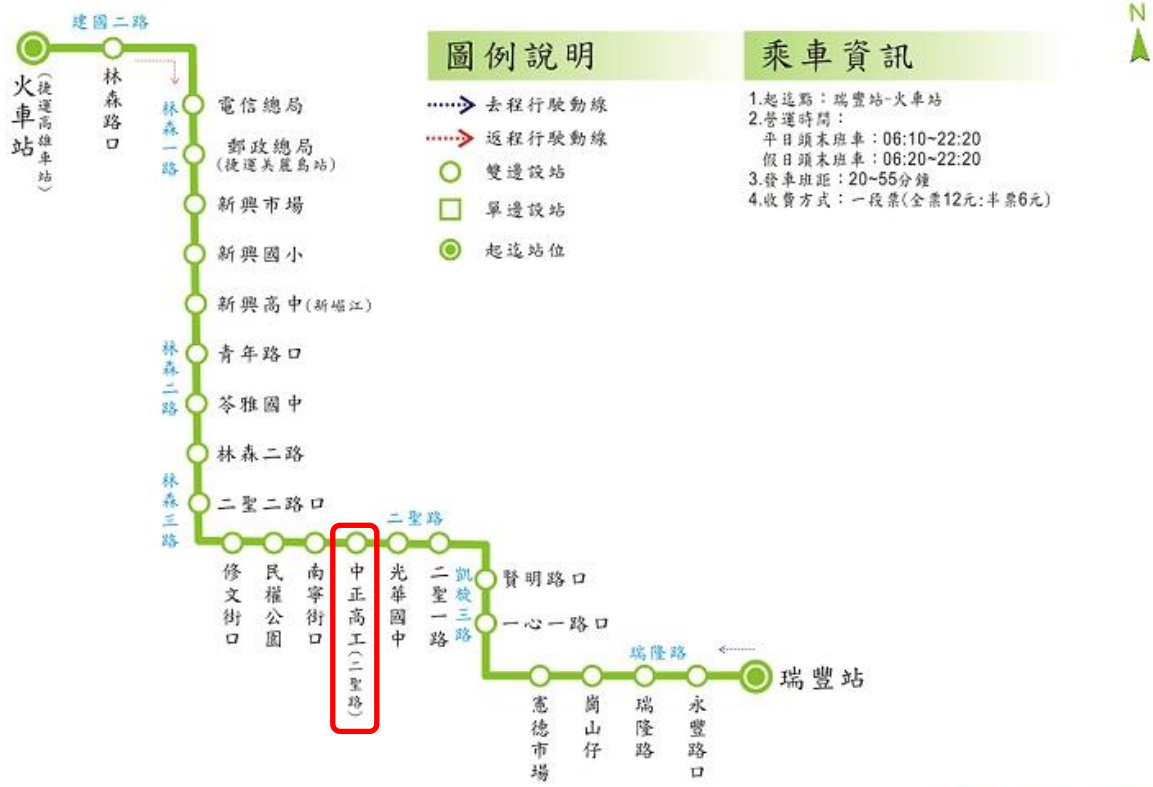 建國二路
N
圖例說明
乘車資訊
去程行駛動線
返程行駛動線
雙邊設站
單邊設站
起迄站位
1.起迄點：瑞豐站-火車站
2.營運時間：
平日頭末班車：06:10~22:20
假日頭末班車：06:20~22:20
3.發車班距：20~55分鐘
4.收費方式：一段票(全票12元:半票6元)
火車站
(捷運高雄車站)
林森路口
林森一路
電信總局
郵政總局
(捷運美麗島站)
新興市場
新興國小
新興高中(新崛江)
林森二路
青年路口
苓雅國中
林森二路
林森三路
二聖二路口
二聖路
修文街口
民權公園
南寧街口
中正高工(二聖路)
光華國中
二聖一路
凱旋三路
賢明路口
一心一路口
瑞隆路
瑞豐站
憲德市場
崗山仔
瑞隆路
永豐路口